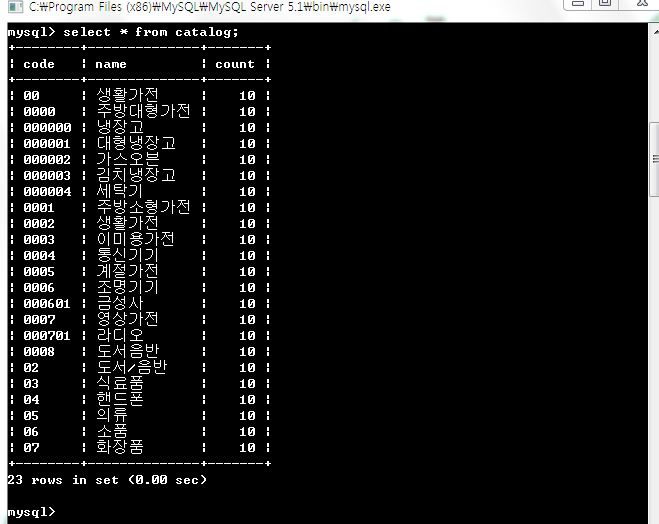 C:₩Program Files (x86)₩MySQL₩MySQL Server 5.1₩bin₩mysql.exe
mysql> select * from catalog;
+--------+--------------+-------+
| code | name | count |
+--------+--------------+-------+
| 00 | 생활가전 | 10 |
| 0000 | 주방대형가전 | 10 |
| 000000 | 냉장고 | 10 |
| 000001 | 대형냉장고 | 10 |
| 000002 | 가스오븐 | 10 |
| 000003 | 김치냉장고 | 10 |
| 000004 | 세탁기 | 10 |
| 0001 | 주방소형가전 | 10 |
| 0002 | 생활가전 | 10 |
| 0003 | 이미용가전 | 10 |
| 0004 | 통신기기 | 10 |
| 0005 | 계절가전 | 10 |
| 0006 | 조명기기 | 10 |
| 000601 | 금성사 | 10 |
| 0007 | 영상가전 | 10 |
| 000701 | 라디오 | 10 |
| 0008 | 도서음반 | 10 |
| 02 | 도서/음반 | 10 |
| 03 | 식료품 | 10 |
| 04 | 핸드폰 | 10 |
| 05 | 의류 | 10 |
| 06 | 소품 | 10 |
| 07 | 화장품 | 10 |
+--------+--------------+-------+
23 rows in set (0.00 sec)
mysql>